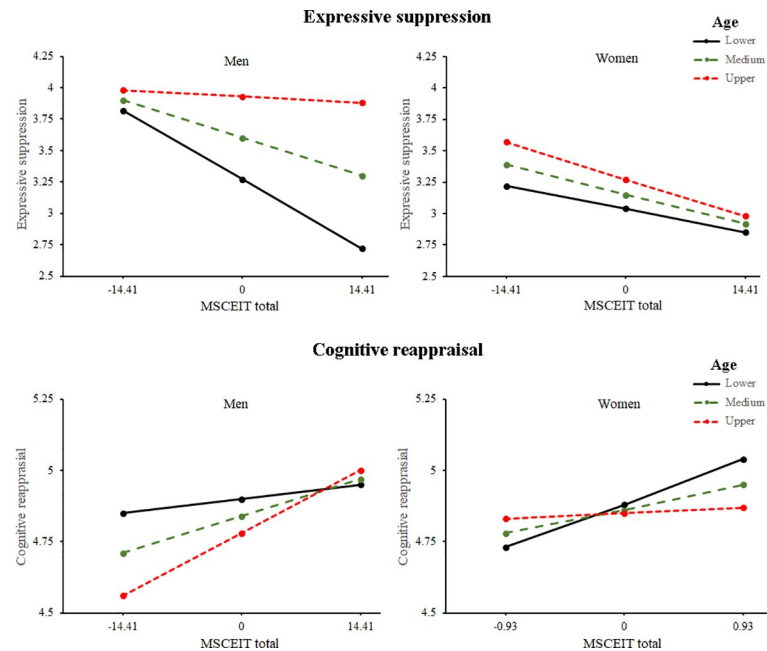 Expressive suppression
Age
Lower
Medium
Upper
Men
Expressive suppression
4.25
4
3.75
3.5
3.25
3
2.75
2.5
-14.41
0
14.41
MSCEIT total
Women
Expressive suppression
4.25
4
3.75
3.5
3.25
3
2.75
2.5
-14.41
0
14.41
MSCEIT total
Cognitive reappraisal
Age
Lower
Medium
Upper
Men
Cognitive reapprasial
5.25
5
4.75
4.5
-14.41
0
14.41
MSCEIT total
Women
Cognitive reapprasial
5.25
5
4.75
4.5
-0.93
0
0.93
MSCEIT total